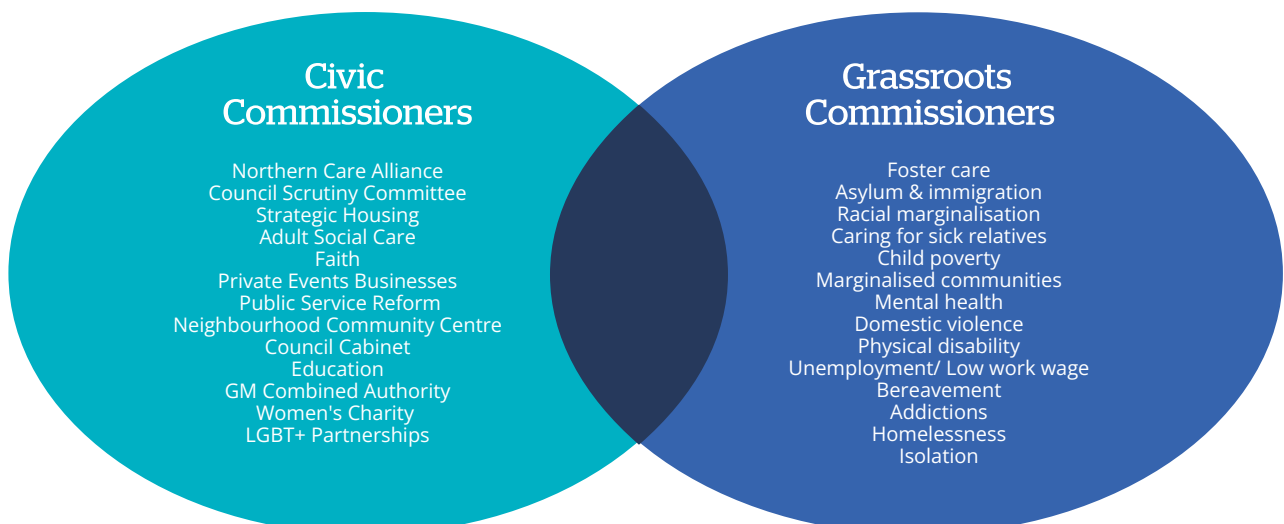 Civic
Commissioners
Northern Care Alliance
Council Scrutiny Committee
Strategic Housing
Adult Social Care
Faith
Private Events Businesses
Public Service Reform
Neighbourhood Community Centre
Council Cabinet
Education
GM Combined Authority
Women's Charity
LGBT+ Partnerships
Grassroots
Commissioners
Foster care
Asylum & immigration
Racial marginalisation
Caring for sick relatives
Child poverty
Marginalised communities
Mental health
Domestic violence
Physical disability
Unemployment/ Low work wage
Bereavement
Addictions
Homelessness
Isolation